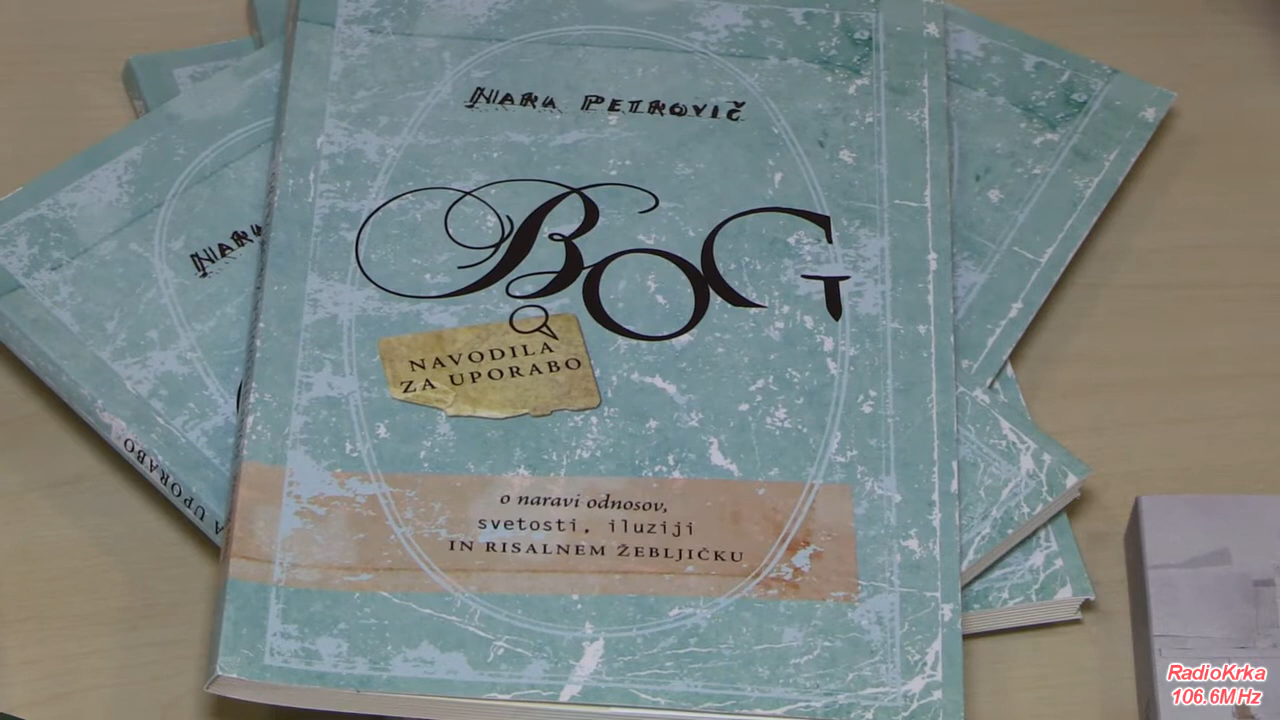 NARA PETROVIČ
BOG
NAVODILA
ZA UPORABO
o naravi odnosov,
svetosti, iluziji
IN RISALNEM ŽEBLJIČKU
NARA
A UPORABO
RadioKrka
106.6MHz